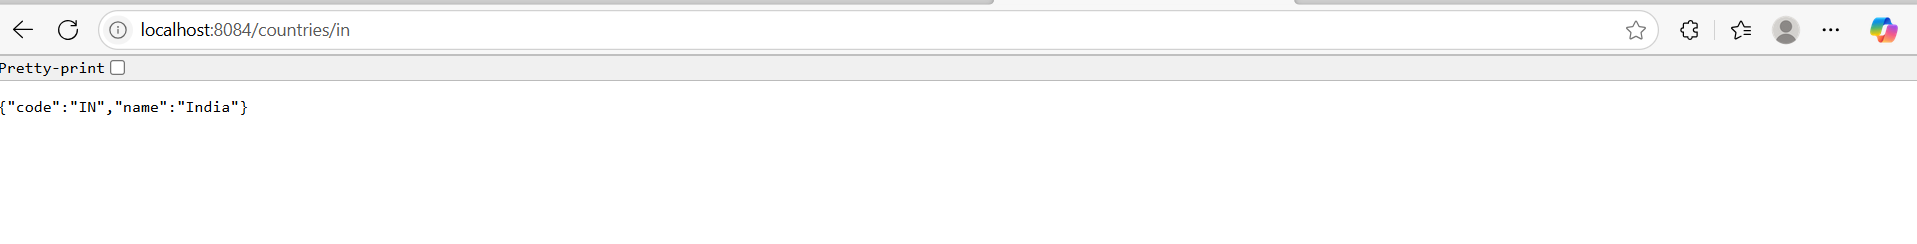 localhost:8084/countries/in
Pretty-print
{"code":"IN","name":"India"}